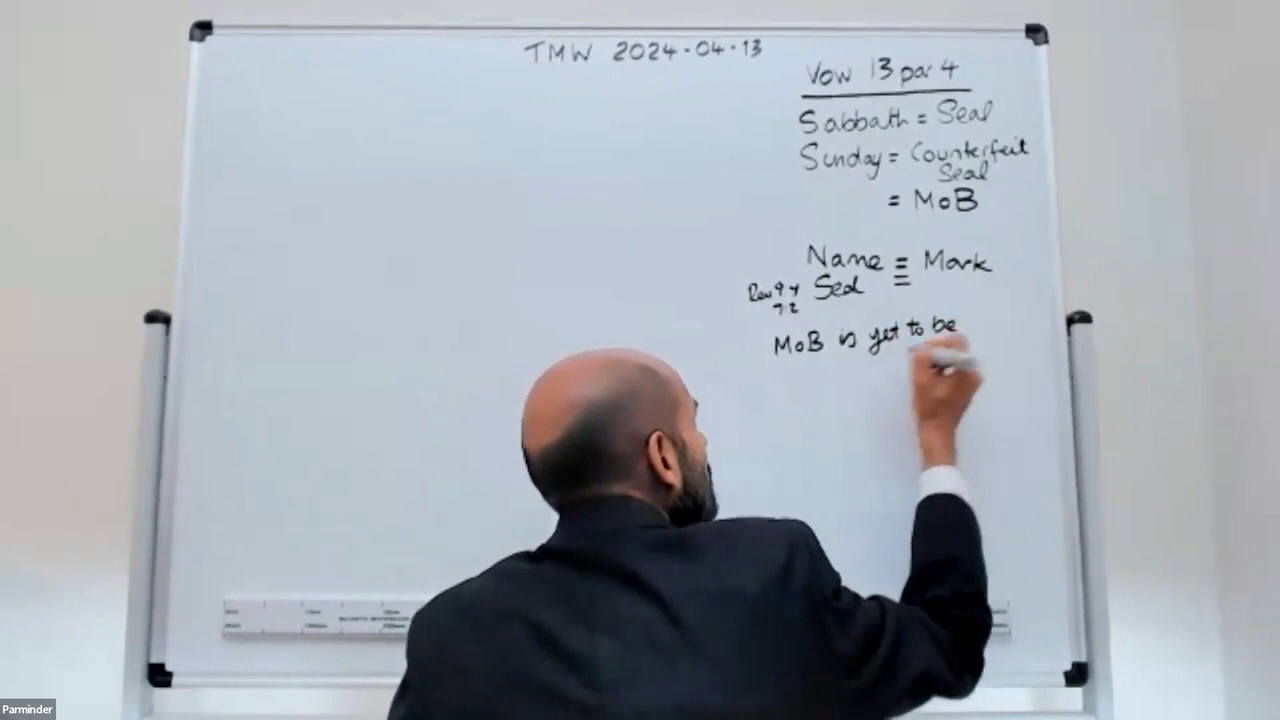 TMW 2024-04-13
Vow 13 par 4
Sabbath = Seal
Sunday = Counterfeit
Seal
= MoB
Name ≡ Mark
Rev 9 4 Seal
7:2
MoB is yet to be
Parminder